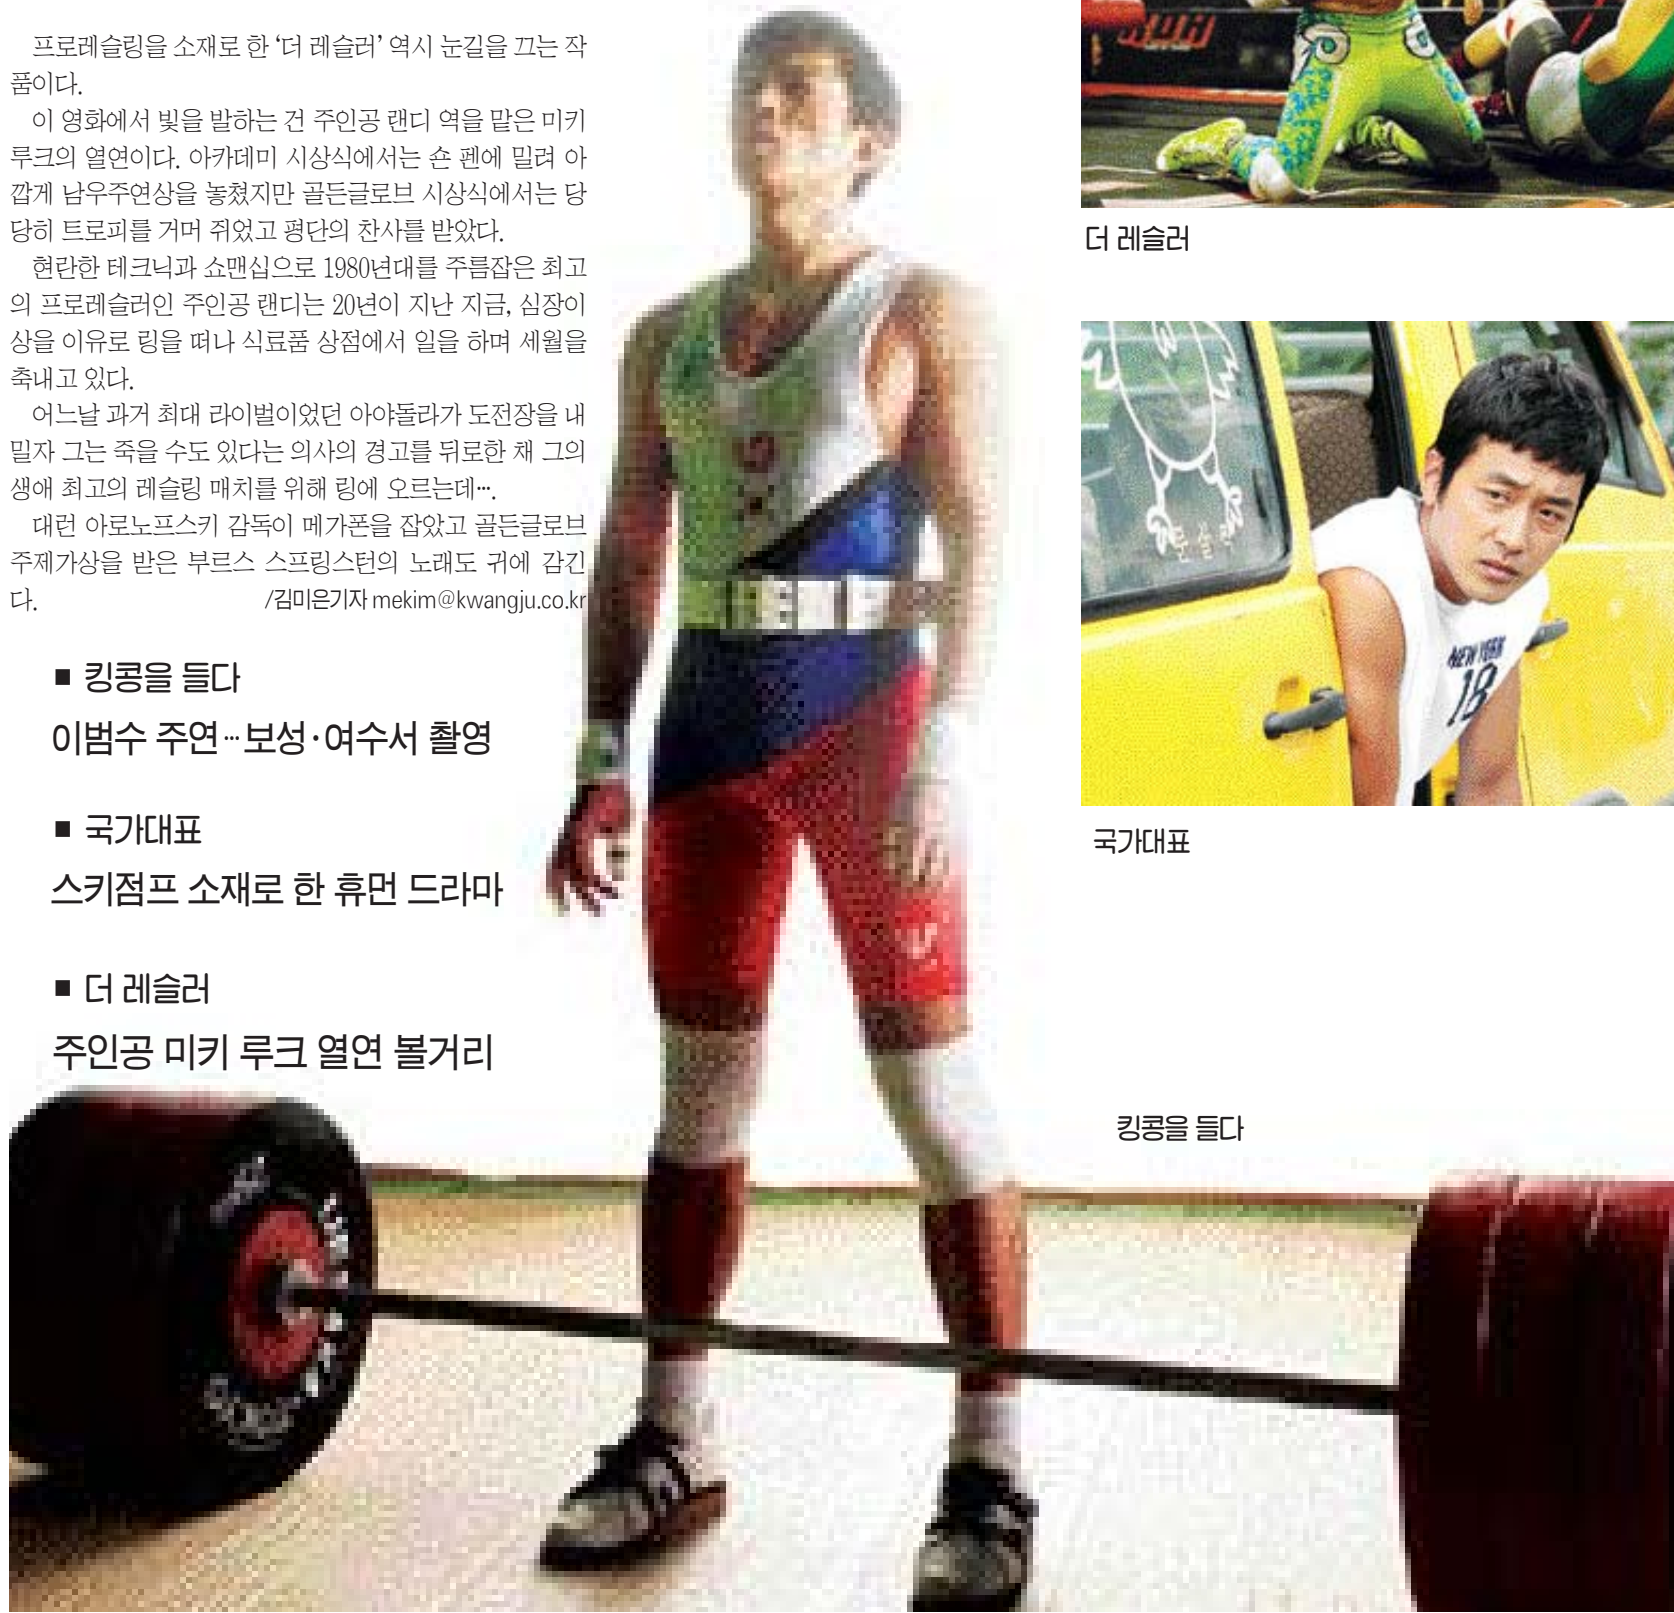 프로레슬링을 소재로 한 ‘더 레슬러’ 역시 눈길을 끄는 작
품이다.
이 영화에서 빛을 발하는 건 주인공 랜디 역을 맡은 미키
루크의 열연이다. 아카데미 시상식에서는 숀 펜에 밀려 아
깝게 남우주연상을 놓쳤지만 골든글로브 시상식에서는 당
당히 트로피를 거머 쥐었고 평단의 찬사를 받았다.
현란한 테크닉과 쇼맨십으로 1980년대를 주름잡은 최고
의 프로레슬러인 주인공 랜디는 20년이 지난 지금, 심장이
상을 이유로 링을 떠나 식료품 상점에서 일을 하며 세월을
축내고 있다.
어느날 과거 최대 라이벌이었던 아야돌라가 도전장을 내
밀자 그는 죽을 수도 있다는 의사의 경고를 뒤로한 채 그의
생애 최고의 레슬링 매치를 위해 링에 오르는데….
대런 아로노프스키 감독이 메가폰을 잡았고 골든글로브
주제가상을 받은 부르스 스프링스턴의 노래도 귀에 감긴
다. /김미은기자 mekim@kwangju.co.kr
■ 킹콩을 들다
이범수 주연…보성·여수서 촬영
■ 국가대표
스키점프 소재로 한 휴먼 드라마
■ 더 레슬러
주인공 미키 루크 열연 볼거리
더 레슬러
NEW YORK
18
국가대표
킹콩을 들다